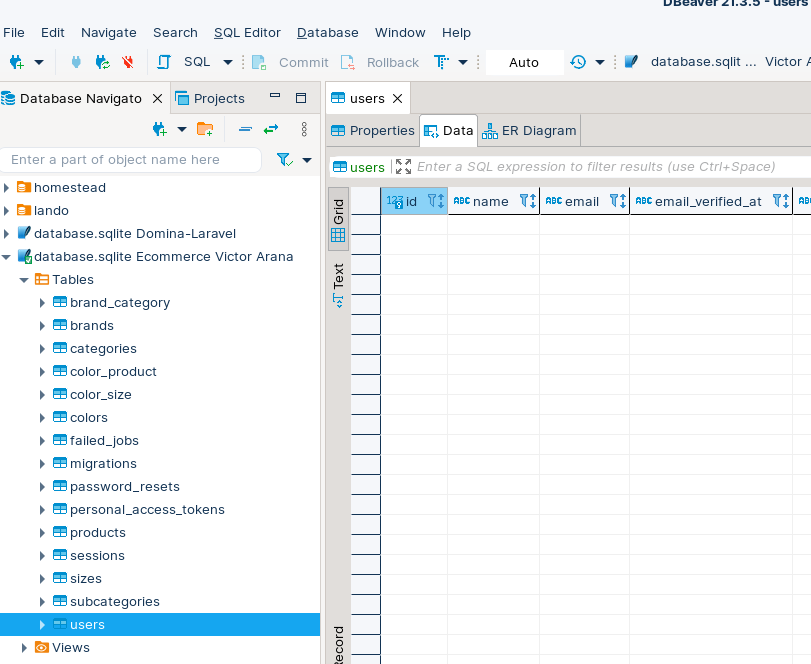 DBeaver 21.3.5 - users
File Edit Navigate Search SQL Editor Database Window Help
SQL Commit Rollback T Auto database.sqlit ... Victor A
Database Navigato Projects
Enter a part of object name here
homestead
lando
database.sqlite Domina-Laravel
database.sqlite Ecommerce Victor Arana
Tables
brand_category
brands
categories
color_product
color_size
colors
failed_jobs
migrations
password_resets
personal_access_tokens
products
sessions
sizes
subcategories
users
Views
users
Properties Data ER Diagram
users Enter a SQL expression to filter results (use Ctrl+Space)
Grid
Text
Record
123 id ABC name ABC email ABC email_verified_at ABC